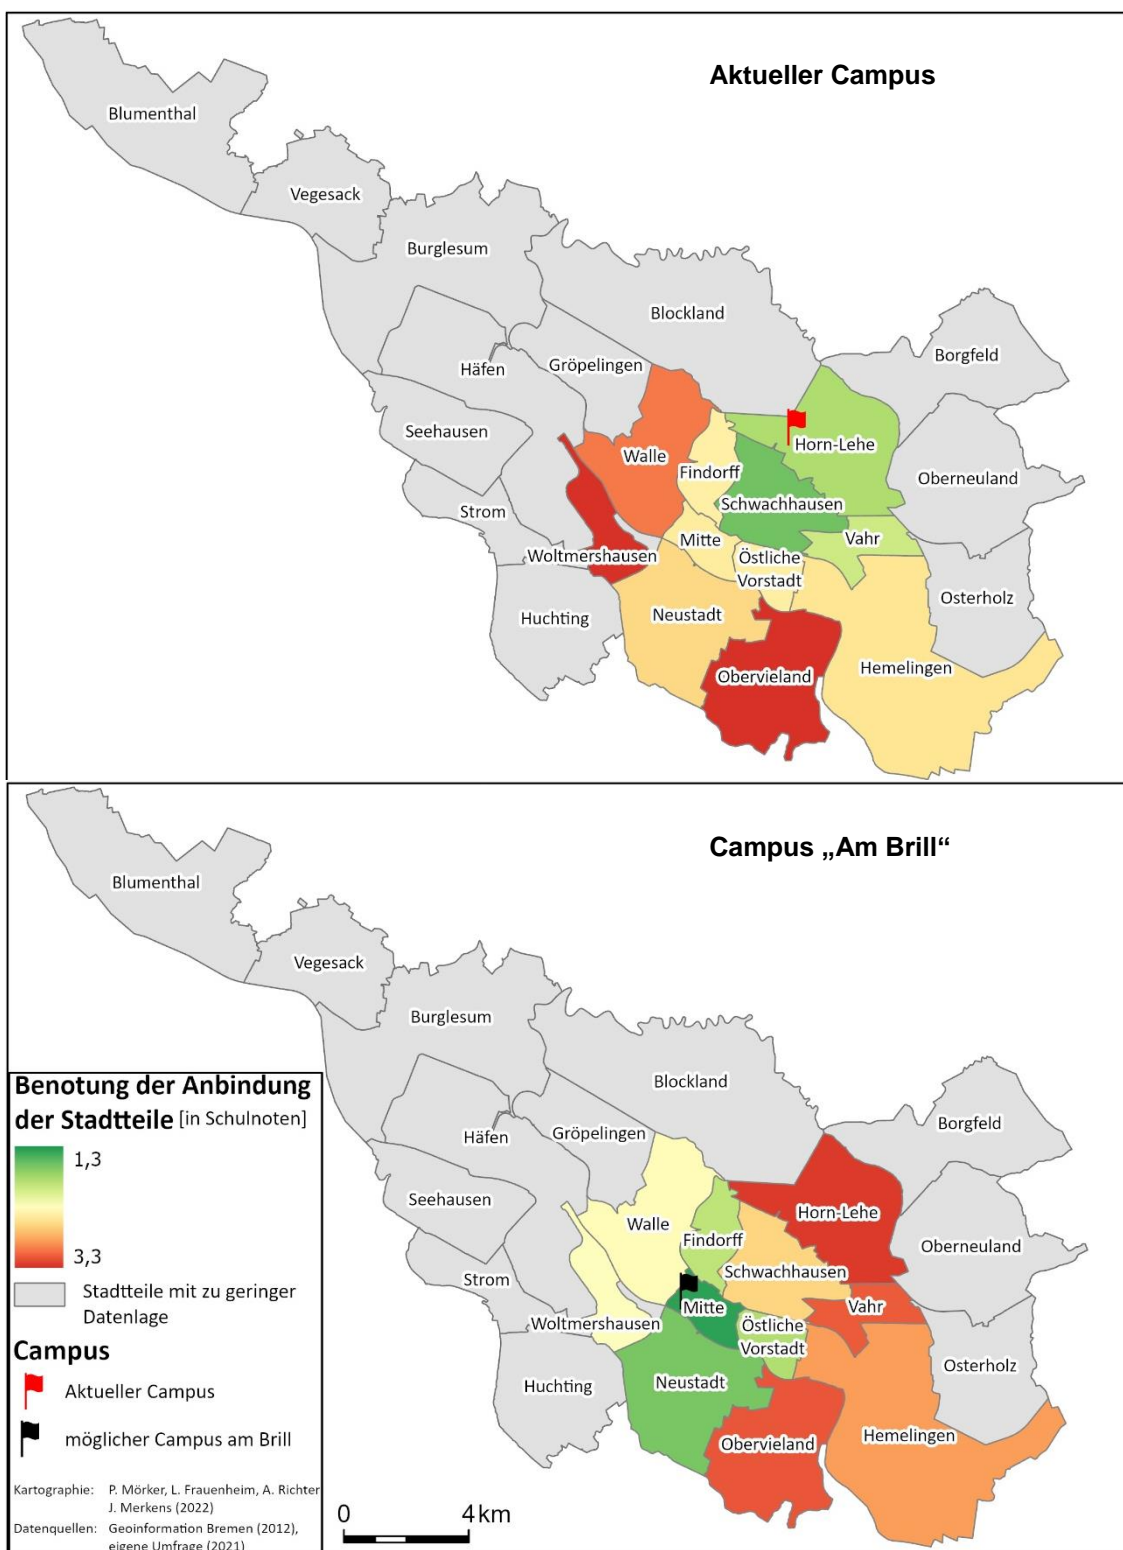 Aktueller Campus
Blumenthal
Vegesack
Burglesum
Blockland
Borgfeld
Gröpelingen
Häfen
Seehausen
Walle
Findorff
Horn-Lehe
Oberneuland
Schwachhausen
Strom
Mitte
Vahr
Woltmershausen
Östliche
Vorstadt
Osterholz
Huchting
Neustadt
Hemelingen
Obervieland
Campus „Am Brill“
Blumenthal
Vegesack
Burglesum
Blockland
Borgfeld
Gröpelingen
Häfen
Seehausen
Walle
Findorff
Horn-Lehe
Oberneuland
Schwachhausen
Strom
Mitte
Vahr
Woltmershausen
Östliche
Vorstadt
Osterholz
Huchting
Neustadt
Hemelingen
Obervieland
Benotung der Anbindung
der Stadtteile [in Schulnoten]
1,3
3,3
Stadtteile mit zu geringer
Datenlage
Campus
Aktueller Campus
möglicher Campus am Brill
Kartographie: P. Mörker, L. Frauenheim, A. Richter
J. Merkens (2022)
Datenquellen: Geoinformation Bremen (2012),
eigene Umfrage (2021)
0 4 km